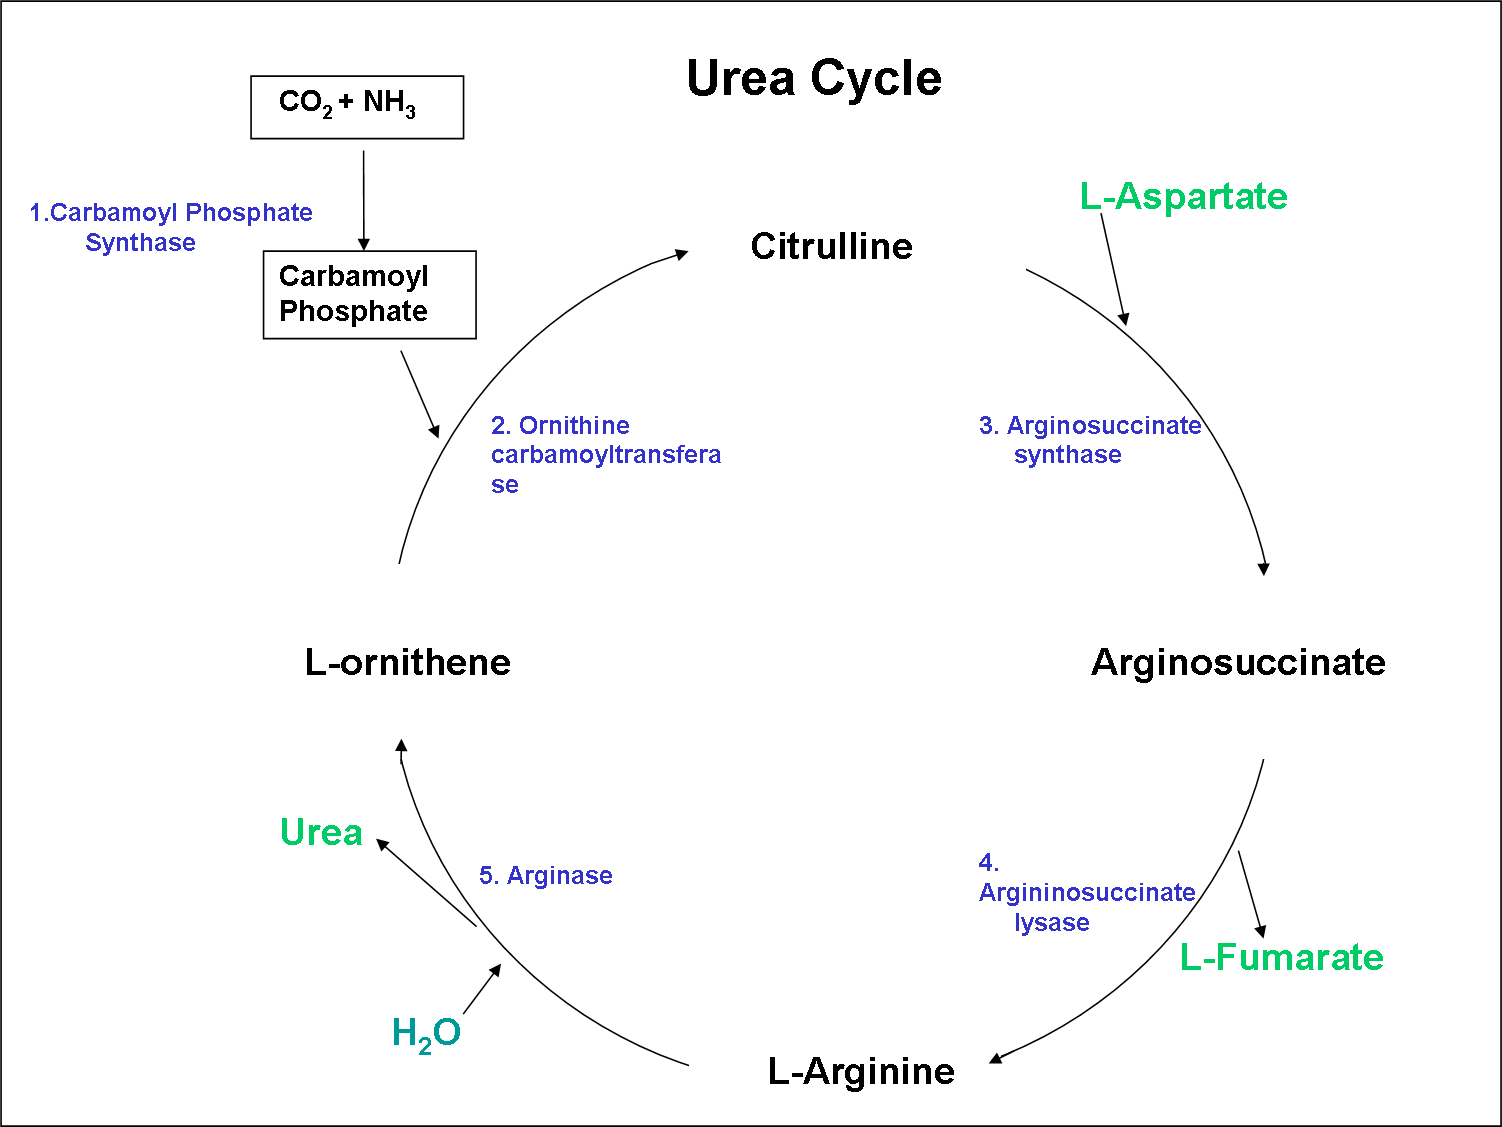 Urea Cycle
CO₂ + NH₃
1.Carbamoyl Phosphate
Synthase
Carbamoyl
Phosphate
Citrulline
L-Aspartate
2. Ornithine
carbamoyltransfera
se
3. Arginosuccinate
synthase
L-ornithene
Arginosuccinate
Urea
5. Arginase
4.
Argininosuccinate
lysase
L-Fumarate
H₂O
L-Arginine